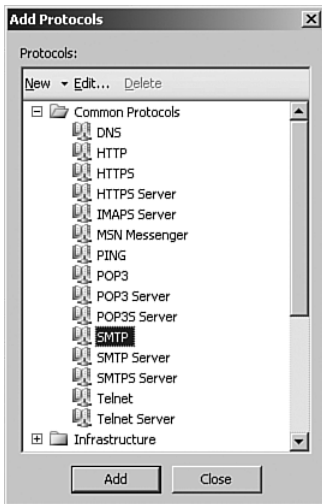 Add Protocols
Protocols:
New Edit... Delete
Common Protocols
DNS
HTTP
HTTPS
HTTPS Server
IMAPS Server
MSN Messenger
PING
POP3
POP3 Server
POP3S Server
SMTP
SMTP Server
SMTPS Server
Telnet
Telnet Server
Infrastructure
Add Close